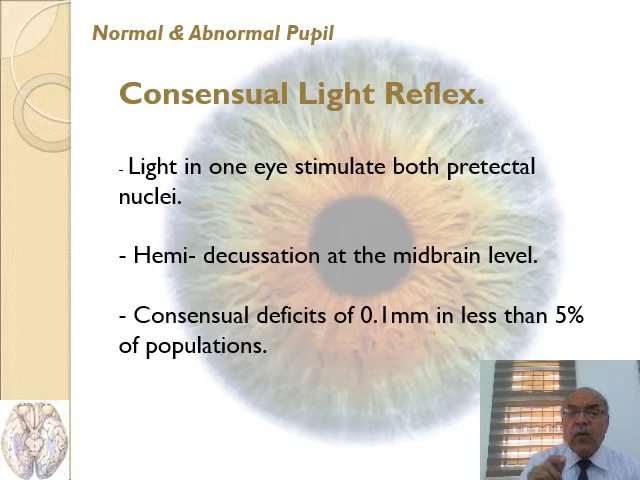 Normal & Abnormal Pupil
Consensual Light Reflex.
- Light in one eye stimulate both pretectal
nuclei.
- Hemi- decussation at the midbrain level.
- Consensual deficits of 0.1mm in less than 5%
of populations.